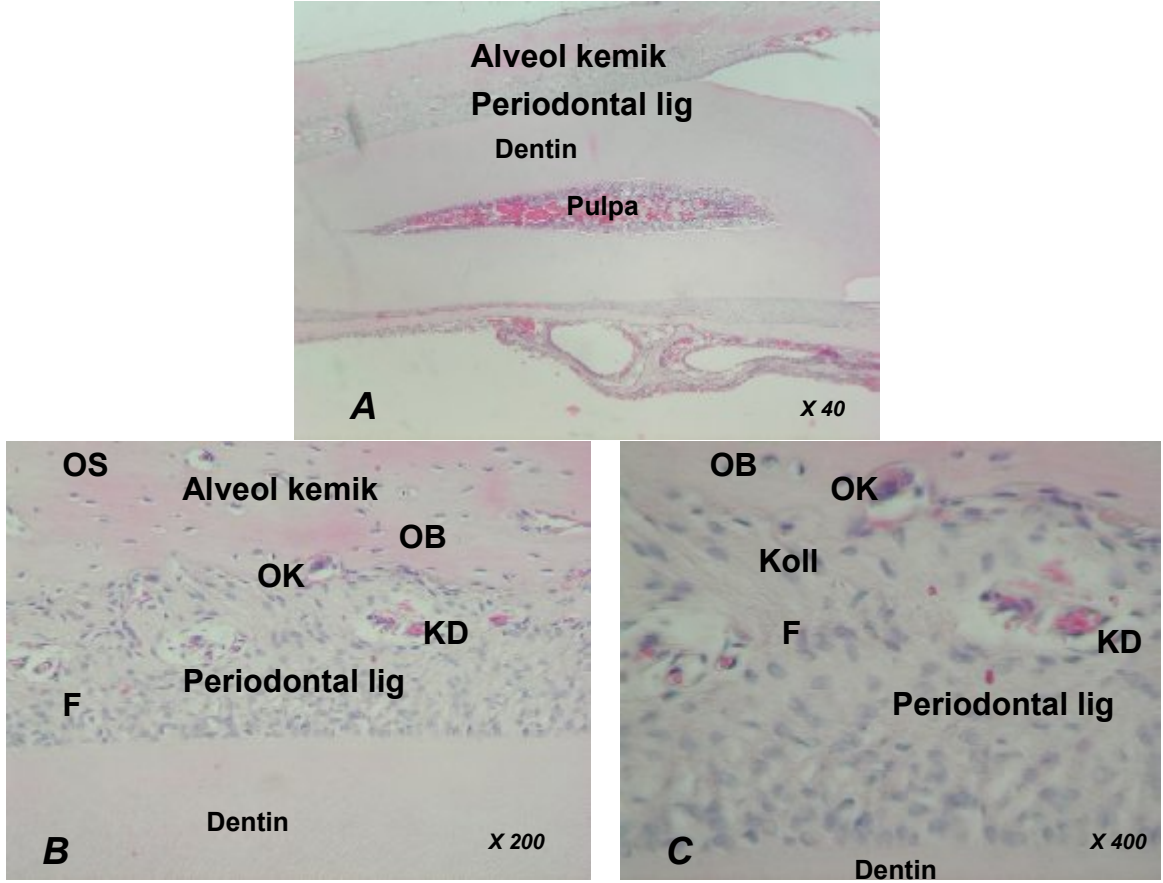 Alveol kemik
Periodontal lig
Dentin
Pulpa
A
X 40
OS
Alveol kemik
OB
OK
KD
Periodontal lig
F
Dentin
B
X 200
OB
OK
Koll
F
KD
Periodontal lig
C
X 400
Dentin